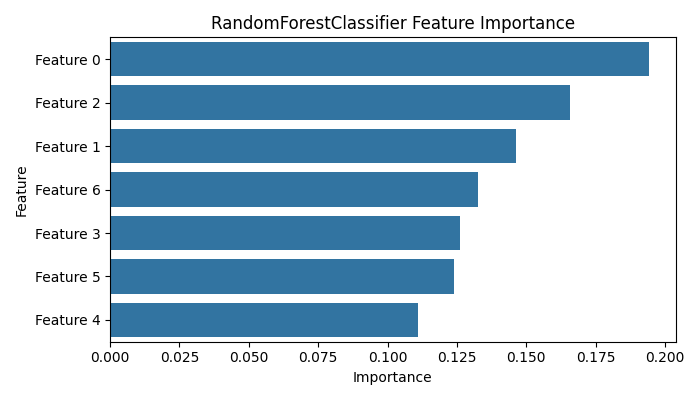 RandomForestClassifier Feature Importance
Feature 0
Feature 2
Feature 1
Feature 6
Feature 3
Feature 5
Feature 4
Feature
0.000 0.025 0.050 0.075 0.100 0.125 0.150 0.175 0.200
Importance